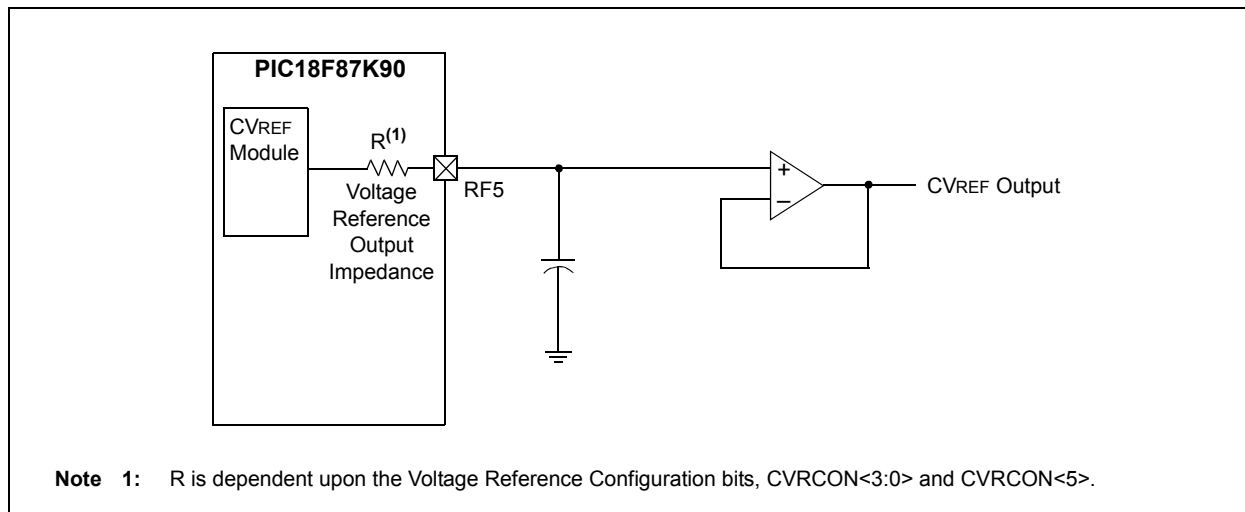 PIC18F87K90
CVREF
Module
R(1)
Voltage
Reference
Output
Impedance
RF5
+
–
CVREF Output
Note 1: R is dependent upon the Voltage Reference Configuration bits, CVRCON<3:0> and CVRCON<5>.